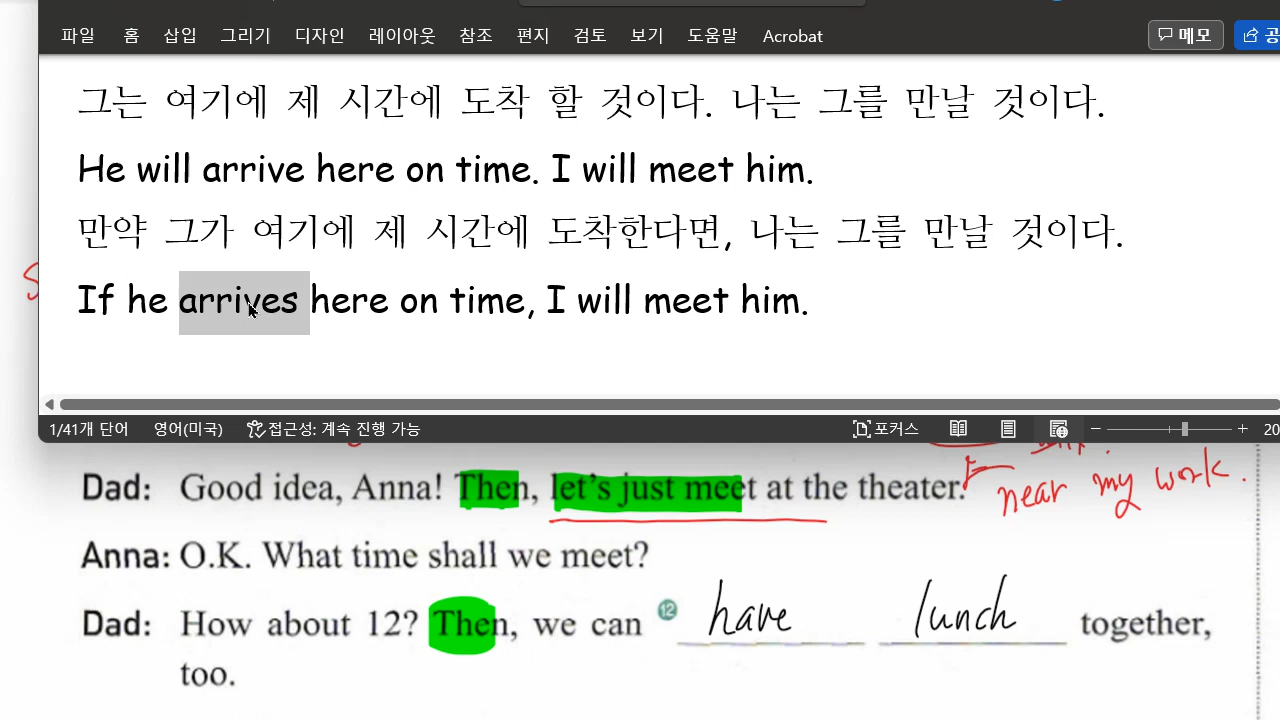 파일 홈 삽입 그리기 디자인 레이아웃 참조 편지 검토 보기 도움말 Acrobat 메모
그는 여기에 제 시간에 도착 할 것이다. 나는 그를 만날 것이다.
He will arrive here on time. I will meet him.
만약 그가 여기에 제 시간에 도착한다면, 나는 그를 만날 것이다.
If he arrives here on time, I will meet him.
1/41개 단어 영어(미국) 접근성: 계속 진행 가능 포커스 20
Dad: Good idea, Anna! Then, let's just meet at the theater.
near my work.
Anna: O.K. What time shall we meet?
Dad: How about 12? Then, we can ⑫ have lunch together,
too.